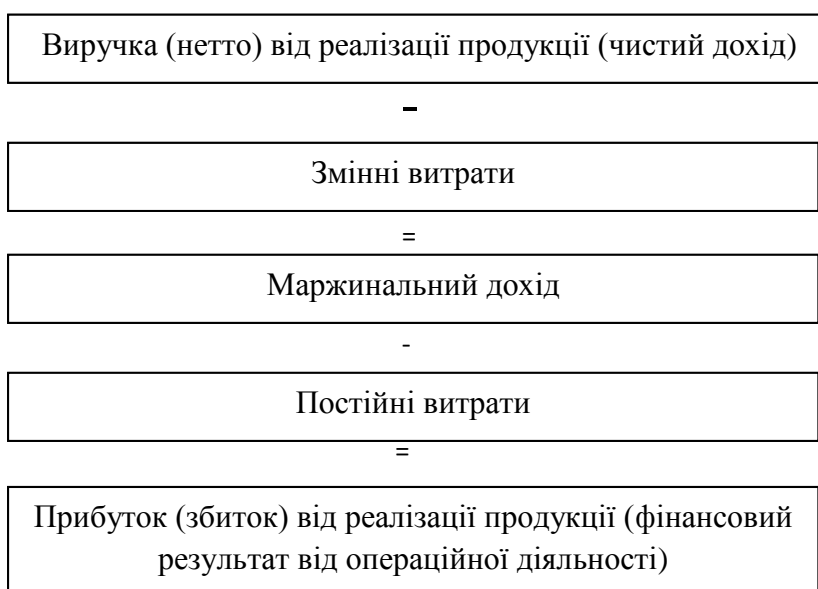 Виручка (нетто) від реалізації продукції (чистий дохід)
-
Змінні витрати
=
Маржинальний дохід
-
Постійні витрати
=
Прибуток (збиток) від реалізації продукції (фінансовий
результат від операційної діяльності)